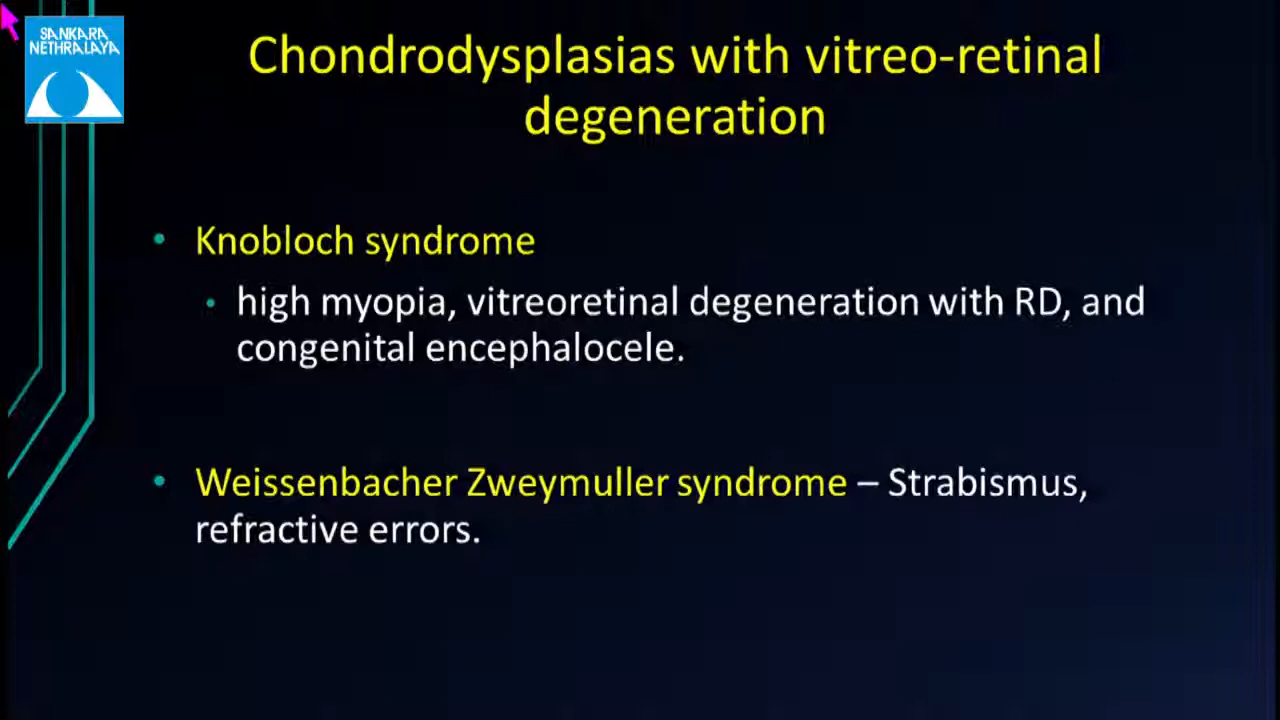 SANKARA
NETHRALAYA
Chondrodysplasias with vitreo-retinal
degeneration
• Knobloch syndrome
• high myopia, vitreoretinal degeneration with RD, and
congenital encephalocele.
• Weissenbacher Zweymuller syndrome – Strabismus,
refractive errors.